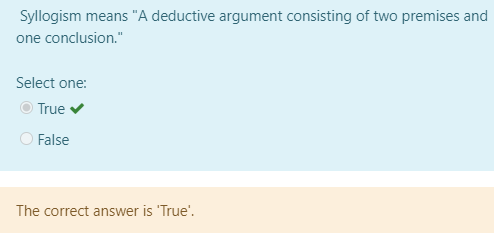 Syllogism means "A deductive argument consisting of two premises and
one conclusion."
Select one:
True
False
The correct answer is 'True'.